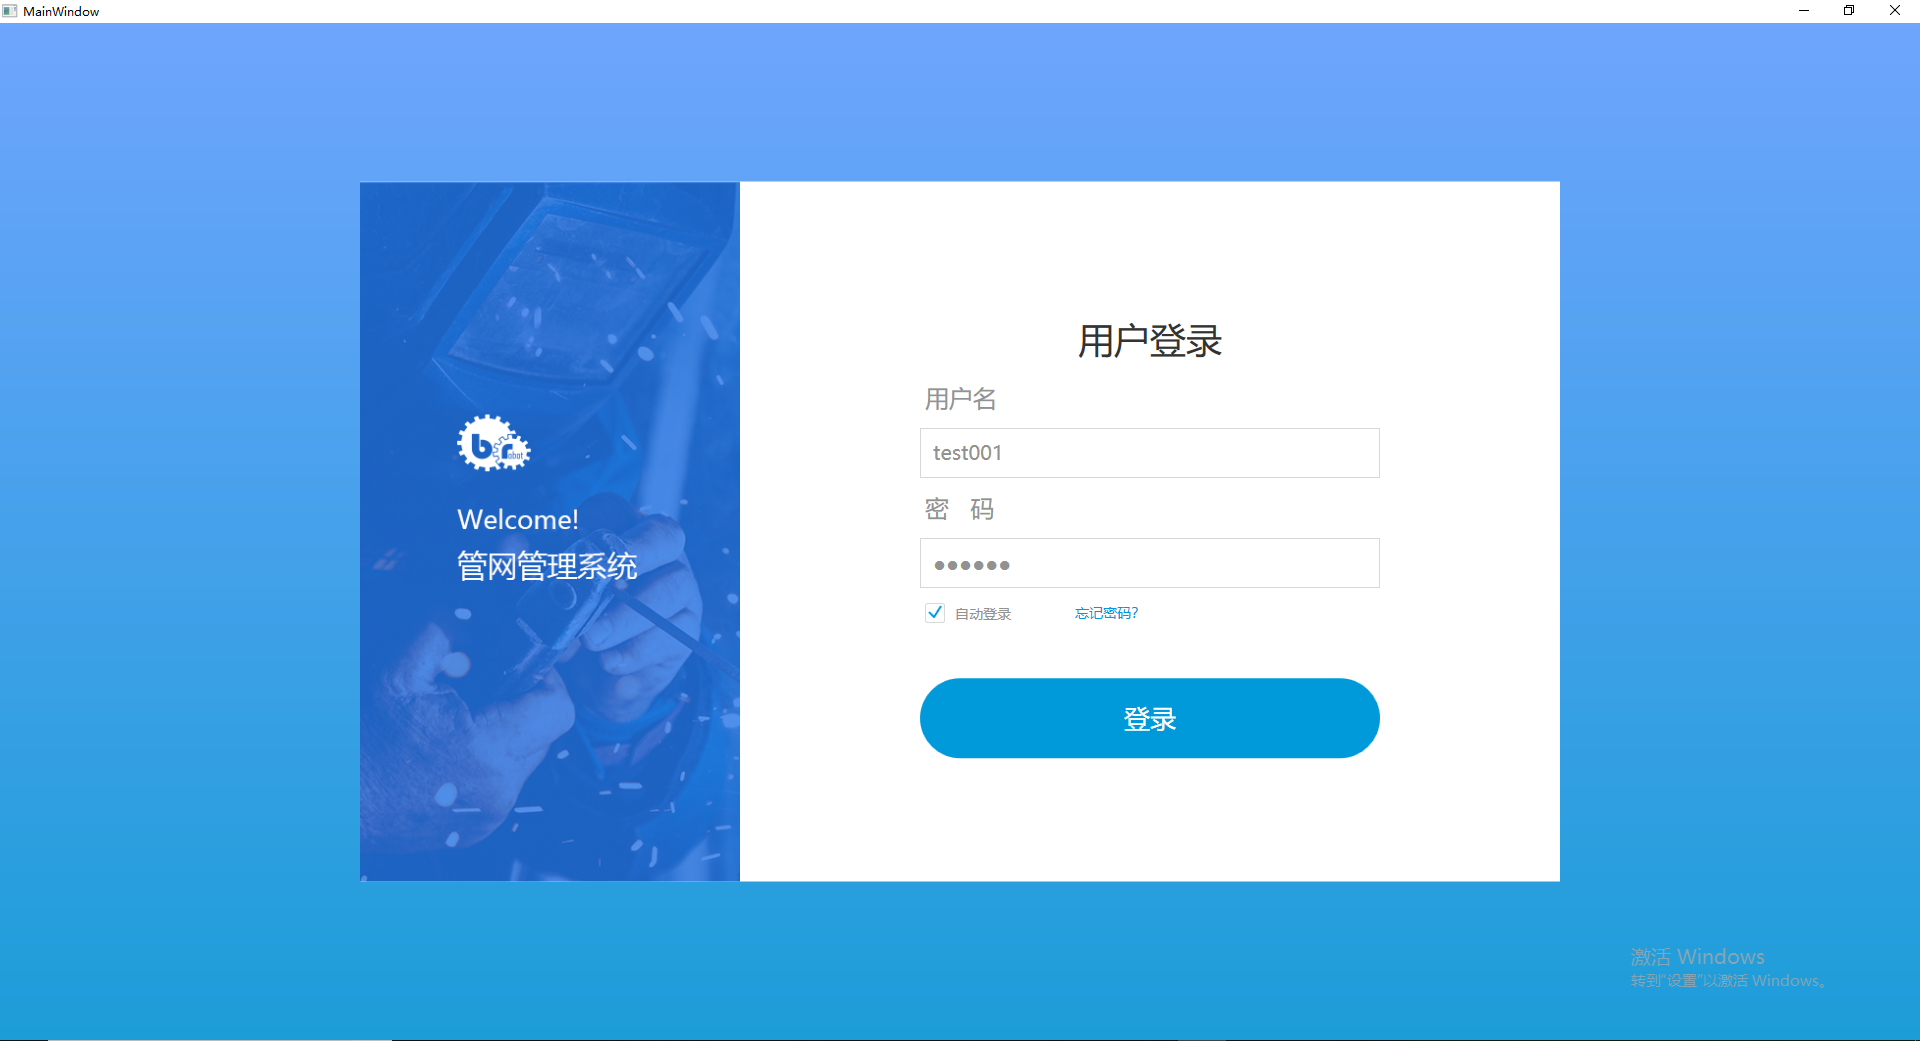 MainWindow
br
obot
Welcome!
管网管理系统
用户登录
用户名
test001
密 码
●●●●●●
自动登录
忘记密码?
登录
激活 Windows
转到"设置"以激活 Windows。